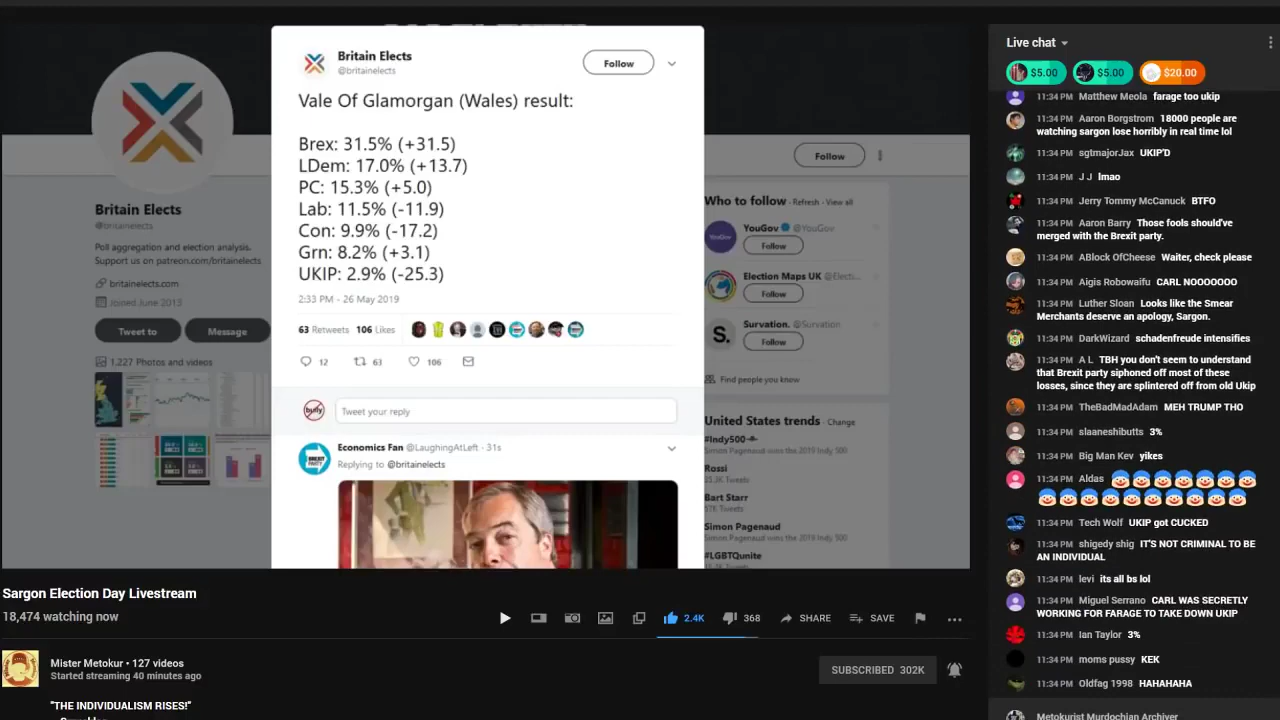 Britain Elects
@britainelects
Follow
Vale Of Glamorgan (Wales) result:
Brex: 31.5% (+31.5)
LDem: 17.0% (+13.7)
PC: 15.3% (+5.0)
Lab: 11.5% (-11.9)
Con: 9.9% (-17.2)
Grn: 8.2% (+3.1)
UKIP: 2.9% (-25.3)
2:33 PM - 26 May 2019
63 Retweets 106 Likes
12 63 106
Tweet your reply
Economics Fan @LaughingAtLeft · 31s
Replying to @britainelects
BREXIT PARTY
Britain Elects
@britainelects
Poll aggregation and election analysis.
Support us on patreon.com/britainelects
britainelects.com
Joined June 2013
Tweet to Message
1,227 Photos and videos
Follow
Who to follow · Refresh · View all
YouGov @YouGov
Follow
Election Maps UK @Electi...
Follow
Survation. @Survation
S.
Follow
Find people you know
United States trends · Change
#Indy500
Simon Pagenaud wins the 2019 Indy 500
Rossi
Bart Starr
Simon Pagenaud
Simon Pagenaud wins the 2019 Indy 500
#LGBTQunite
Sargon Election Day Livestream
18,474 watching now
2.4K 368 SHARE SAVE
Mister Metokur • 127 videos
Started streaming 40 minutes ago
SUBSCRIBED 302K
"THE INDIVIDUALISM RISES!"
Live chat
$5.00 $5.00 $20.00
11:34 PM Matthew Meola farage too ukip
11:34 PM Aaron Borgstrom 18000 people are
watching sargon lose horribly in real time lol
11:34 PM sgtmajorJax UKIP'D
11:34 PM J J lmao
11:34 PM Jerry Tommy McCanuck BTFO
11:34 PM Aaron Barry Those fools should've
merged with the Brexit party.
11:34 PM ABlock OfCheese Waiter, check please
11:34 PM Aigis Robowaifu CARL NOOOOOOO
11:34 PM Luther Sloan Looks like the Smear
Merchants deserve an apology, Sargon.
11:34 PM DarkWizard schadenfreude intensifies
11:34 PM A L TBH you don't seem to understand
that Brexit party siphoned off most of these
losses, since they are splintered off from old Ukip
11:34 PM TheBadMadAdam MEH TRUMP THO
11:34 PM slaaneshibutts 3%
11:34 PM Big Man Kev yikes
11:34 PM Aldas
11:34 PM Tech Wolf UKIP got CUCKED
11:34 PM shigedy shig IT'S NOT CRIMINAL TO BE
AN INDIVIDUAL
11:34 PM levi its all bs lol
11:34 PM Miguel Serrano CARL WAS SECRETLY
WORKING FOR FARAGE TO TAKE DOWN UKIP
11:34 PM Ian Taylor 3%
11:34 PM moms pussy KEK
11:34 PM Oldfag 1998 HAHAHAHA
Metokurist Murdochian Archiver